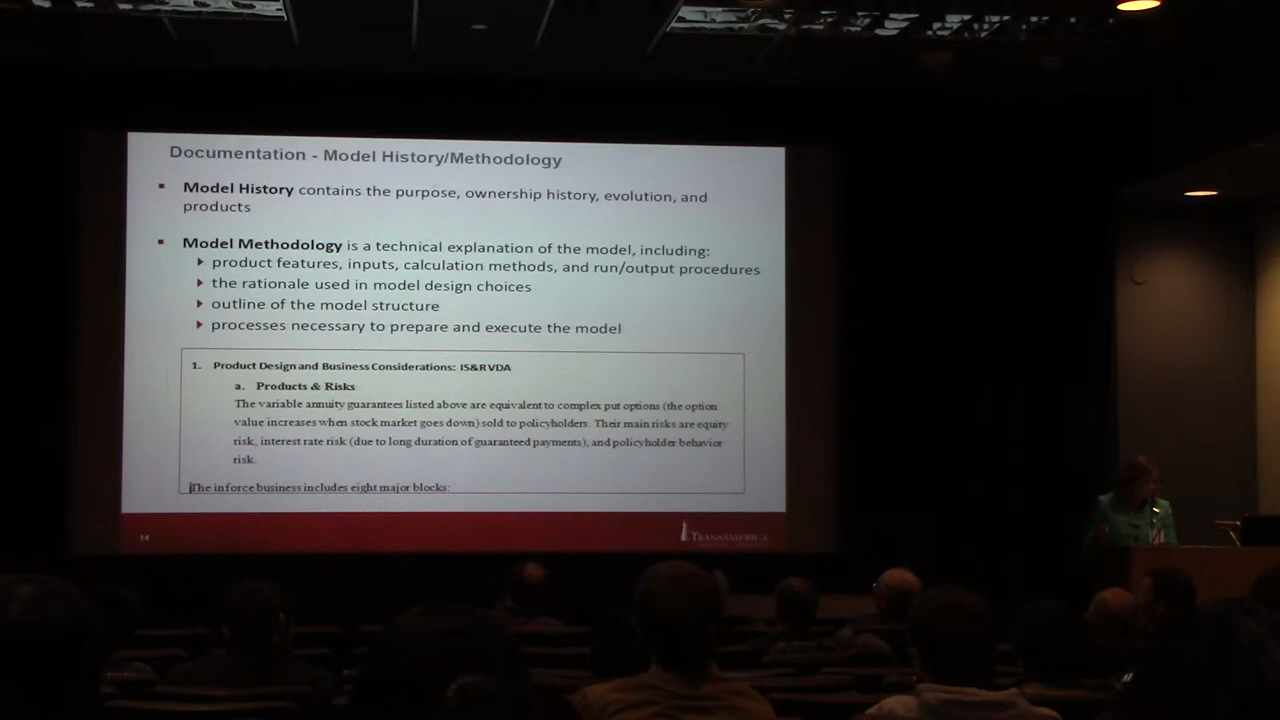 Documentation - Model History/Methodology
Model History contains the purpose, ownership history, evolution, and
products
Model Methodology is a technical explanation of the model, including:
product features, inputs, calculation methods, and run/output procedures
the rationale used in model design choices
outline of the model structure
processes necessary to prepare and execute the model
1. Product Design and Business Considerations: IS&RVDA
a. Products & Risks
The variable annuity guarantees listed above are equivalent to complex put options (the option
value increases when stock market goes down) sold to policyholders. Their main risks are equity
risk, interest rate risk (due to long duration of guaranteed payments), and policyholder behavior
risk.
The inforce business includes eight major blocks:
14
TRANSAMERICA